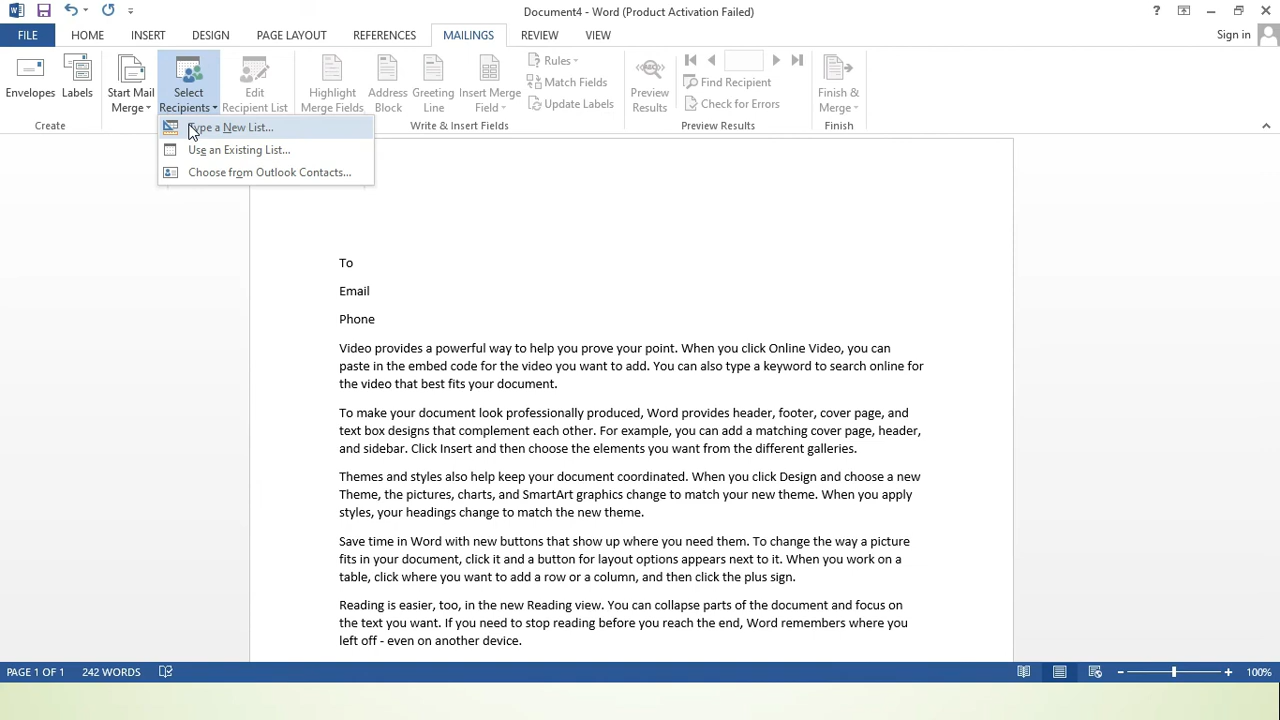 Document4 - Word (Product Activation Failed)
FILE HOME INSERT DESIGN PAGE LAYOUT REFERENCES MAILINGS REVIEW VIEW Sign in
Envelopes
Labels
Start Mail
Merge
Select
Recipients
Edit
Recipient List
Highlight
Merge Fields
Address
Block
Greeting
Line
Insert Merge
Field
Rules
Match Fields
Update Labels
Preview
Results
Find Recipient
Check for Errors
Finish &
Merge
Create
Write & Insert Fields
Preview Results
Finish
Type a New List...
Use an Existing List...
Choose from Outlook Contacts...
To
Email
Phone
Video provides a powerful way to help you prove your point. When you click Online Video, you can
paste in the embed code for the video you want to add. You can also type a keyword to search online for
the video that best fits your document.
To make your document look professionally produced, Word provides header, footer, cover page, and
text box designs that complement each other. For example, you can add a matching cover page, header,
and sidebar. Click Insert and then choose the elements you want from the different galleries.
Themes and styles also help keep your document coordinated. When you click Design and choose a new
Theme, the pictures, charts, and SmartArt graphics change to match your new theme. When you apply
styles, your headings change to match the new theme.
Save time in Word with new buttons that show up where you need them. To change the way a picture
fits in your document, click it and a button for layout options appears next to it. When you work on a
table, click where you want to add a row or a column, and then click the plus sign.
Reading is easier, too, in the new Reading view. You can collapse parts of the document and focus on
the text you want. If you need to stop reading before you reach the end, Word remembers where you
left off - even on another device.
PAGE 1 OF 1 242 WORDS 100%